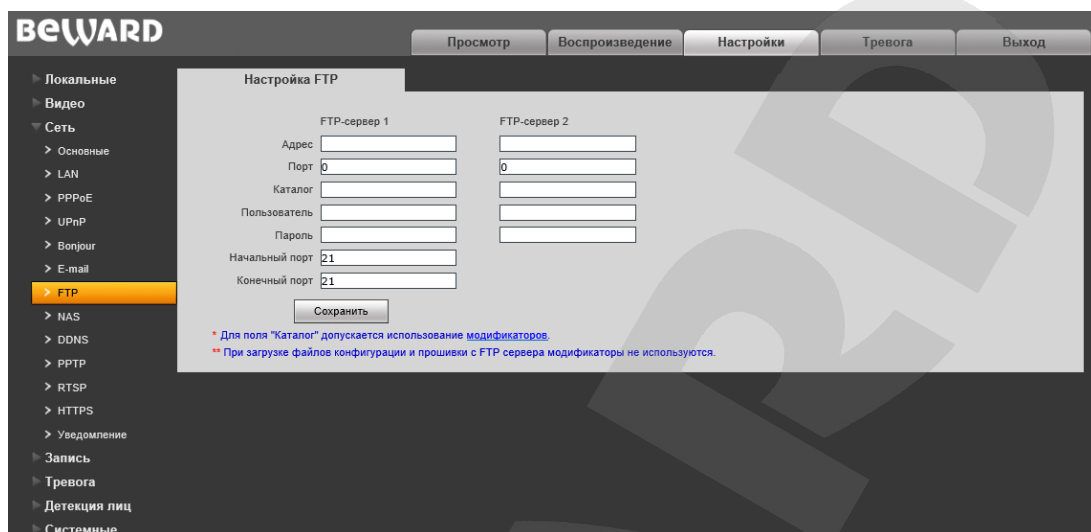 BEWARD
Просмотр
Воспроизведение
Настройки
Тревога
Выход
Локальные
Видео
Сеть
Основные
LAN
PPPoE
UPnP
Bonjour
E-mail
FTP
NAS
DDNS
PPTP
RTSP
HTTPS
Уведомление
Запись
Тревога
Детекция лиц
Системные
Настройка FTP
FTP-сервер 1 FTP-сервер 2
Адрес
Порт 0 0
Каталог
Пользователь
Пароль
Начальный порт 21
Конечный порт 21
Сохранить
* Для поля "Каталог" допускается использование модификаторов.
** При загрузке файлов конфигурации и прошивки с FTP сервера модификаторы не используются.